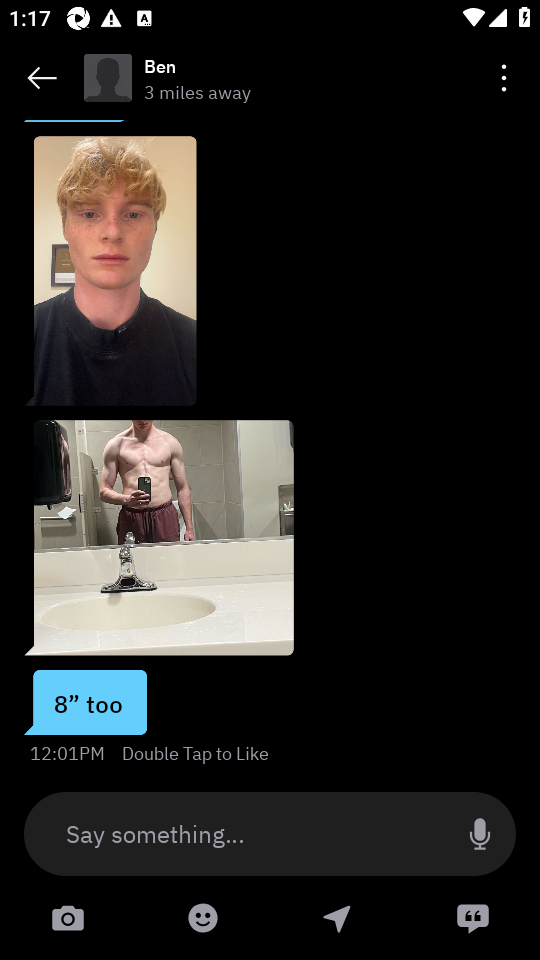 1:17
A
Ben
3 miles away
8” too
12:01PM Double Tap to Like
Say something...